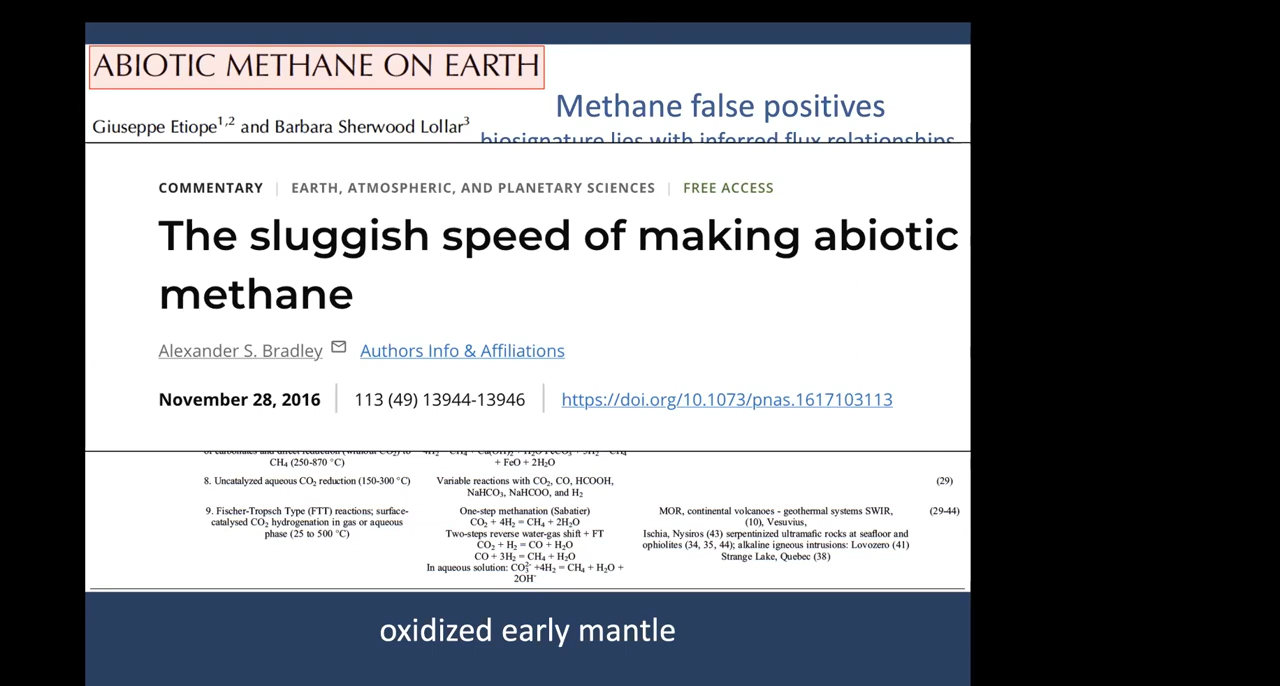 ABIOTIC METHANE ON EARTH
Methane false positives
Giuseppe Etiope1,2 and Barbara Sherwood Lollar3
biosignature lies with inferred flux relationships
COMMENTARY | EARTH, ATMOSPHERIC, AND PLANETARY SCIENCES | FREE ACCESS
The sluggish speed of making abiotic
methane
Alexander S. Bradley Authors Info & Affiliations
November 28, 2016 | 113 (49) 13944-13946 | https://doi.org/10.1073/pnas.1617103113
CH4 (250-870 °C) + FeO + 2H2O
8. Uncatalyzed aqueous CO2 reduction (150-300 °C) Variable reactions with CO2, CO, HCOOH, (29)
NaHCO3, NaHCOO, and H2
9. Fischer-Tropsch Type (FTT) reactions; surface- One-step methanation (Sabatier) MOR, continental volcanoes - geothermal systems SWIR, (29-44)
catalysed CO2 hydrogenation in gas or aqueous CO2 + 4H2 = CH4 + 2H2O (10), Vesuvius,
phase (25 to 500 °C) Two-steps reverse water-gas shift + FT Ischia, Nysiros (43) serpentinized ultramafic rocks at seafloor and
CO2 + H2 = CO + H2O ophiolites (34, 35, 44); alkaline igneous intrusions: Lovozero (41)
CO + 3H2 = CH4 + H2O Strange Lake, Quebec (38)
In aqueous solution: CO32- +4H2 = CH4 + H2O +
2OH-
oxidized early mantle